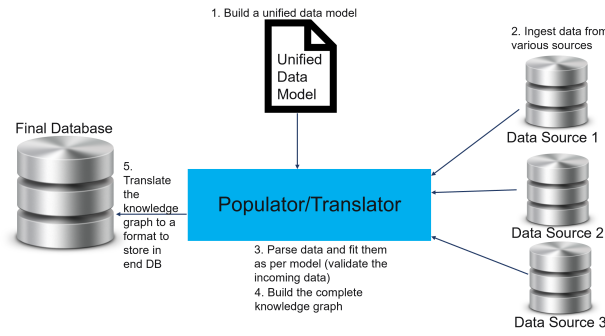 1. Build a unified data model
Unified
Data
Model
2. Ingest data from
various sources
Data Source 1
Data Source 2
Data Source 3
Populator/Translator
3. Parse data and fit them
as per model (validate the
incoming data)
4. Build the complete
knowledge graph
5.
Translate
the
knowledge
graph to a
format to
store in
end DB
Final Database